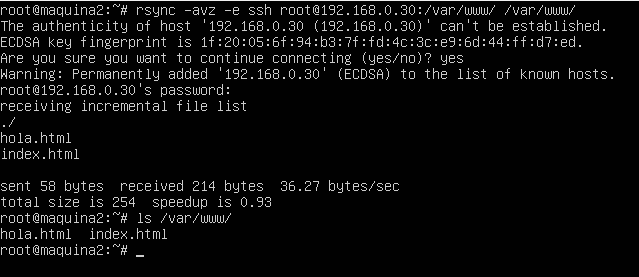 root@maquina2:~# rsync -avz -e ssh root@192.168.0.30:/var/www/ /var/www/
The authenticity of host '192.168.0.30 (192.168.0.30)' can't be established.
ECDSA key fingerprint is 1f:20:05:6f:94:b3:7f:fd:4c:3c:e9:6d:44:ff:d7:ed.
Are you sure you want to continue connecting (yes/no)? yes
Warning: Permanently added '192.168.0.30' (ECDSA) to the list of known hosts.
root@192.168.0.30's password:
receiving incremental file list
./
hola.html
index.html
sent 58 bytes  received 214 bytes  36.27 bytes/sec
total size is 254  speedup is 0.93
root@maquina2:~# ls /var/www/
hola.html  index.html
root@maquina2:~# _